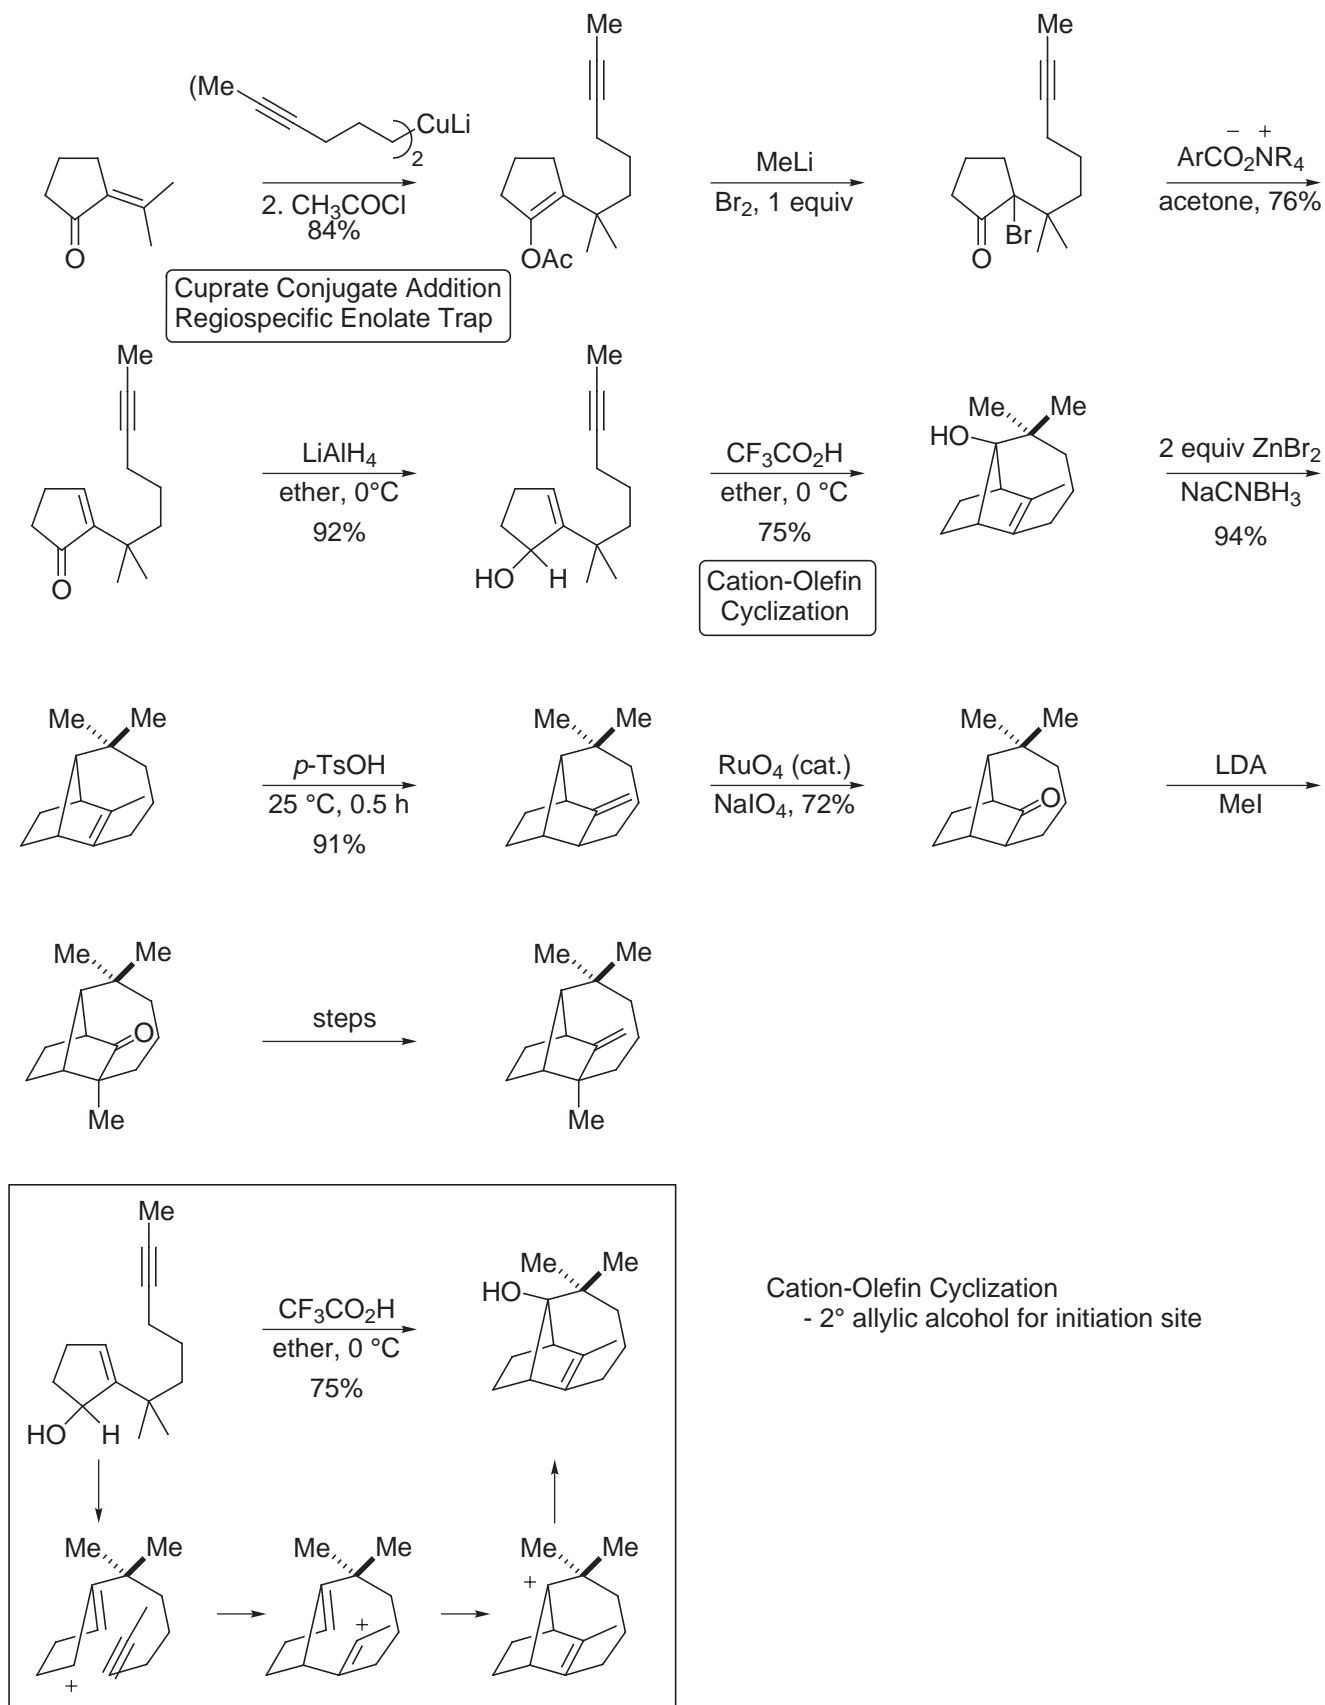 Me
Me
(Me
CuLi
2
2. CH3COCl
84%
O
OAc
MeLi
Br2, 1 equiv
Br
O
− +
ArCO2NR4
acetone, 76%
Cuprate Conjugate Addition
Regiospecific Enolate Trap
Me
Me
O
LiAlH4
ether, 0°C
92%
HO
H
CF3CO2H
ether, 0 °C
75%
Cation-Olefin
Cyclization
Me
Me
HO
2 equiv ZnBr2
NaCNBH3
94%
Me
Me
p-TsOH
25 °C, 0.5 h
91%
Me
Me
RuO4 (cat.)
NaIO4, 72%
Me
Me
O
LDA
MeI
Me
Me
O
Me
steps
Me
Me
Me
Me
HO
H
CF3CO2H
ether, 0 °C
75%
Me
Me
HO
Cation-Olefin Cyclization
- 2° allylic alcohol for initiation site
Me
Me
+
Me
Me
+
Me
Me
+